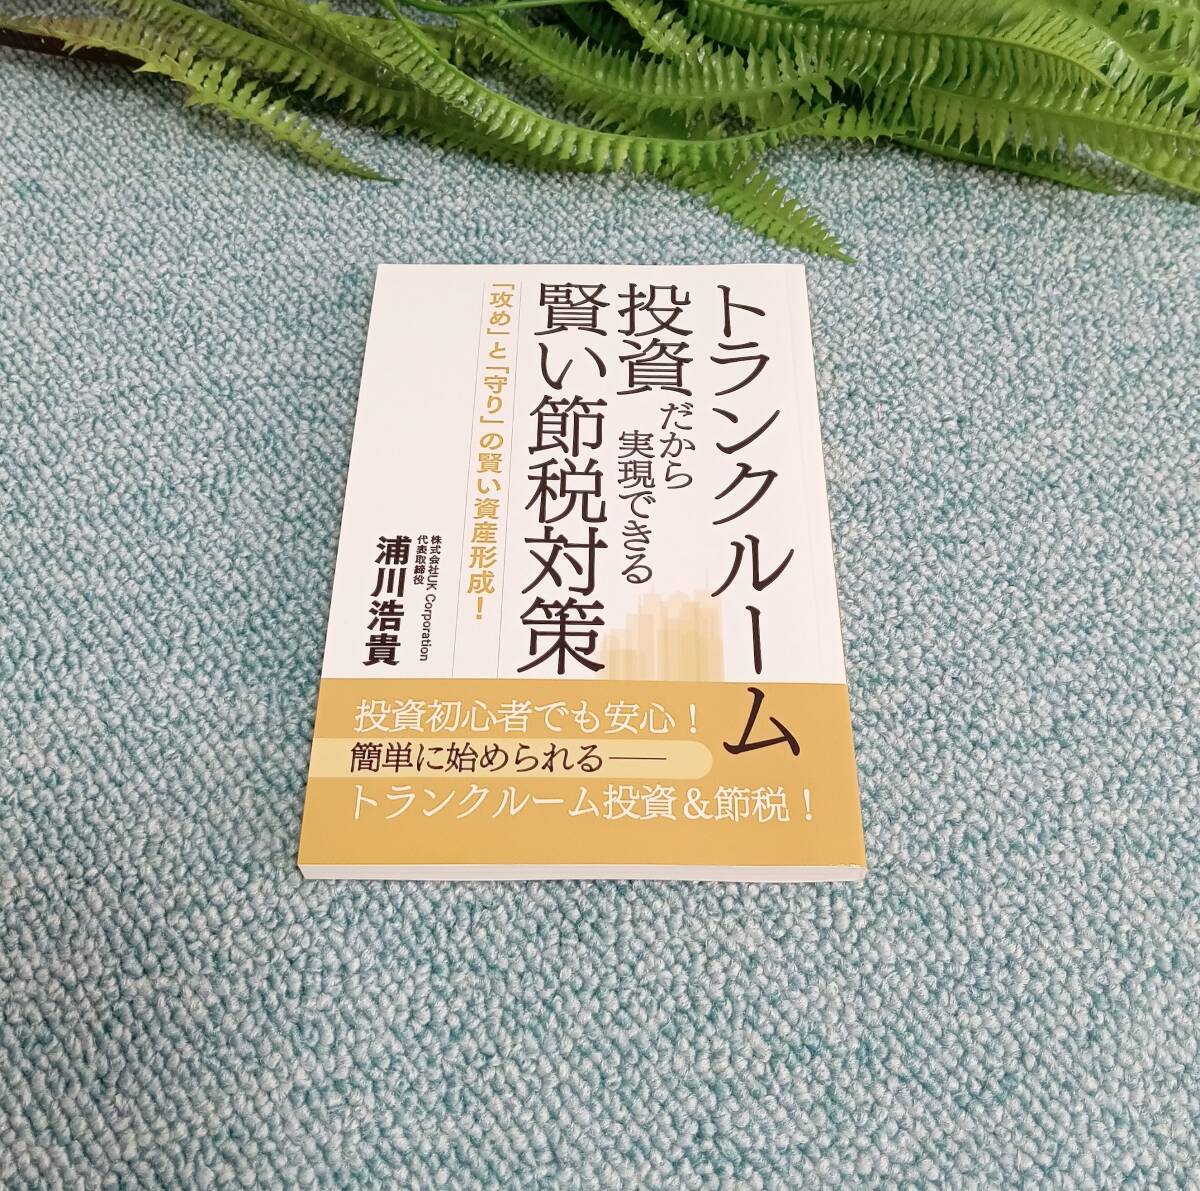 トランクルーム
投資だから
実現できる
賢い節税対策
「攻め」と「守り」の賢い資産形成！
株式会社UK Corporation
代表取締役
浦川浩貴
投資初心者でも安心！
簡単に始められる――
トランクルーム投資＆節税！